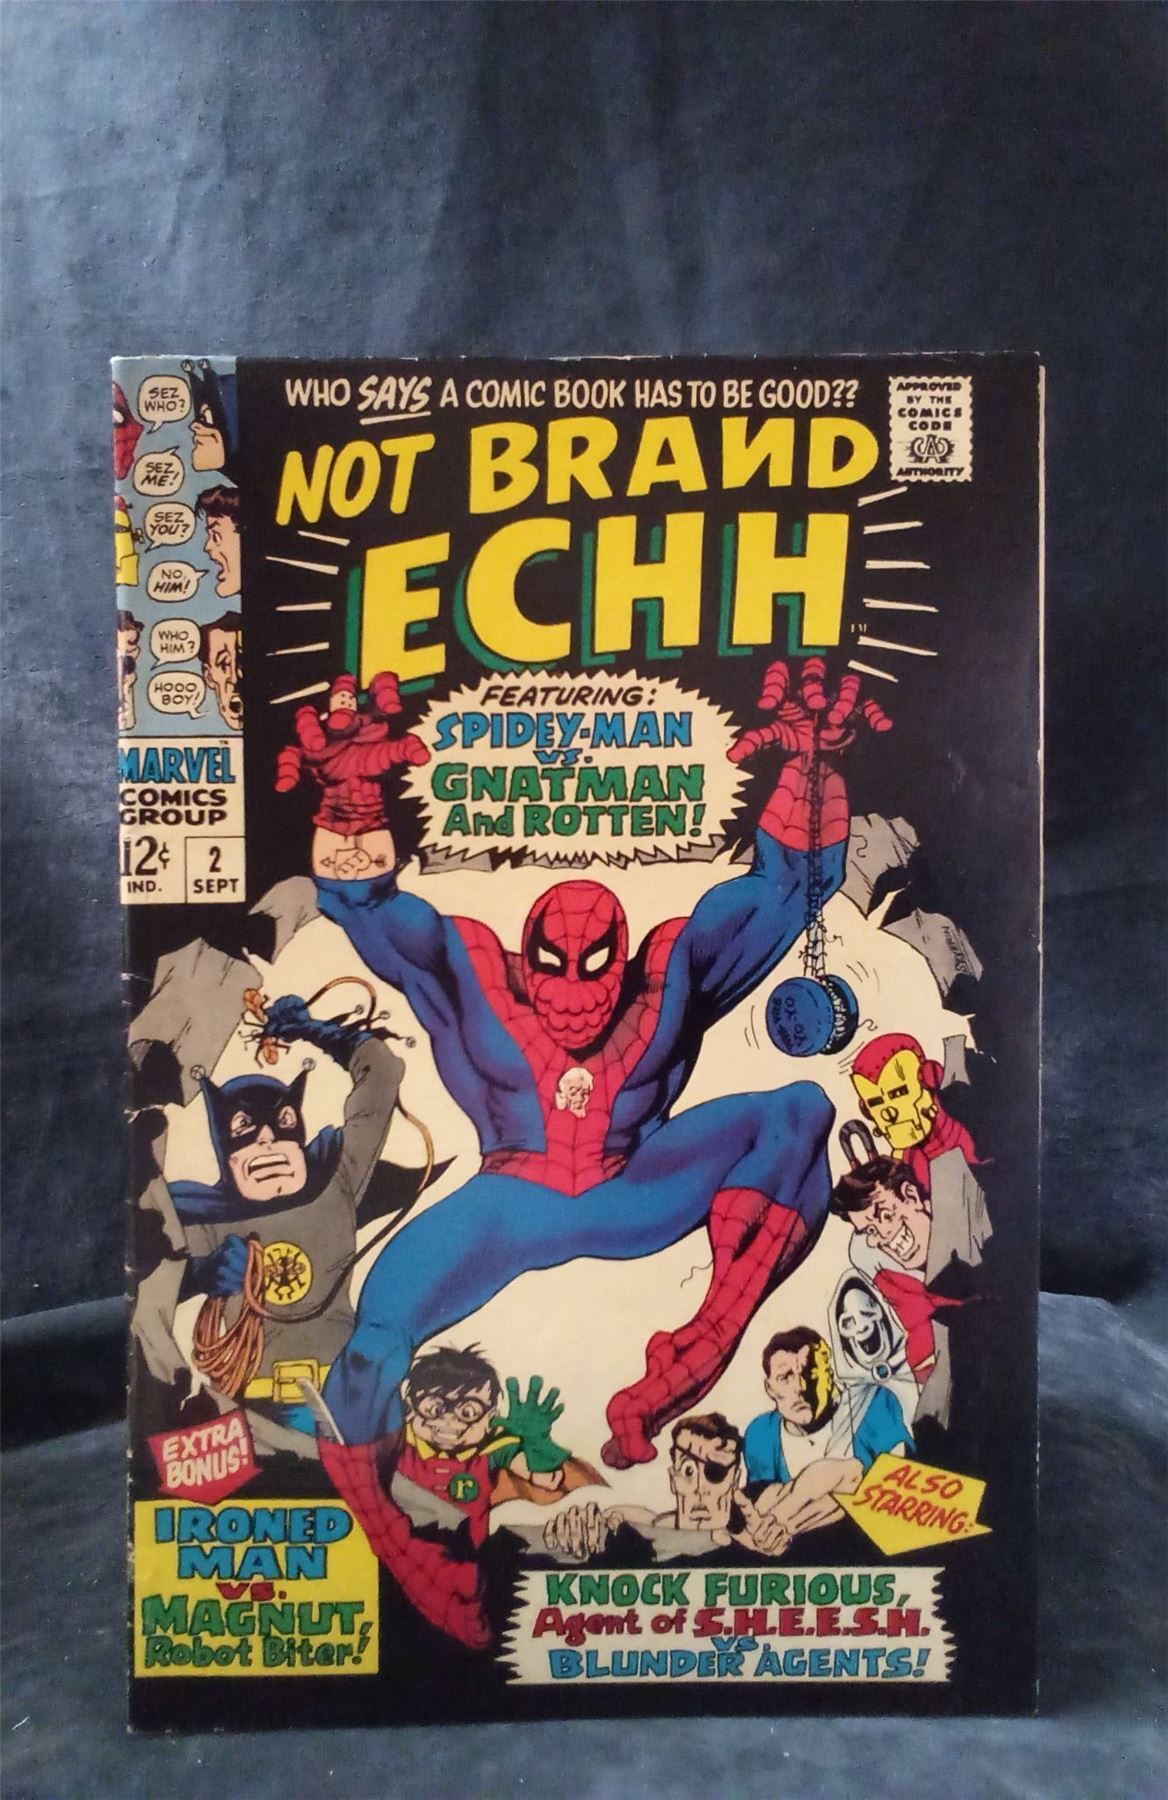 WHO SAYS A COMIC BOOK HAS TO BE GOOD??
NOT BRAND
ECHH
APPROVED
BY THE
COMICS
CODE
AUTHORITY
SEZ
WHO?
SEZ
ME!
SEZ
YOU?
NO,
HIM!
WHO
HIM?
HOOO
BOY!
MARVEL
COMICS
GROUP
12¢
IND.
2
SEPT
FEATURING:
SPIDEY-MAN
VS.
GNATMAN
And ROTTEN!
r
EXTRA
BONUS!
IRONED
MAN
VS.
MAGNUT,
Robot Biter!
ALSO
STARRING:
KNOCK FURIOUS,
Agent of S.H.E.E.S.H.
VS.
BLUNDER AGENTS!